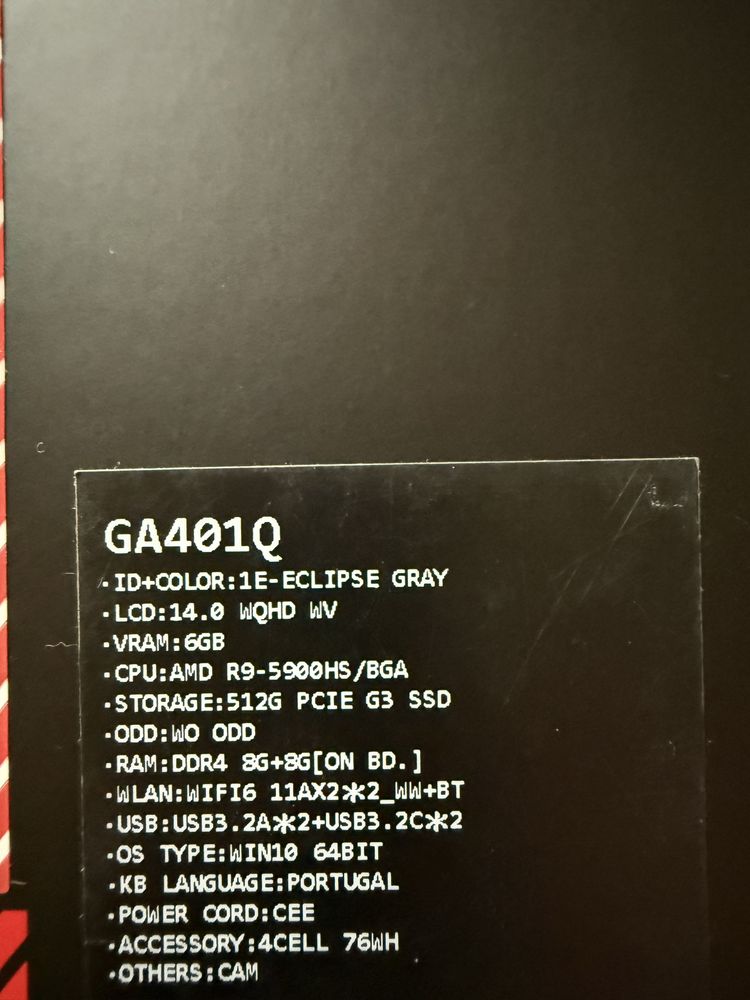 GA401Q
·ID+COLOR:1E-ECLIPSE GRAY
·LCD:14.0 WQHD WV
·VRAM:6GB
·CPU:AMD R9-5900HS/BGA
·STORAGE:512G PCIE G3 SSD
·ODD:WO ODD
·RAM:DDR4 8G+8G[ON BD.]
·WLAN:WIFI6 11AX2*2_WW+BT
·USB:USB3.2A*2+USB3.2C*2
·OS TYPE:WIN10 64BIT
·KB LANGUAGE:PORTUGAL
·POWER CORD:CEE
·ACCESSORY:4CELL 76WH
·OTHERS:CAM